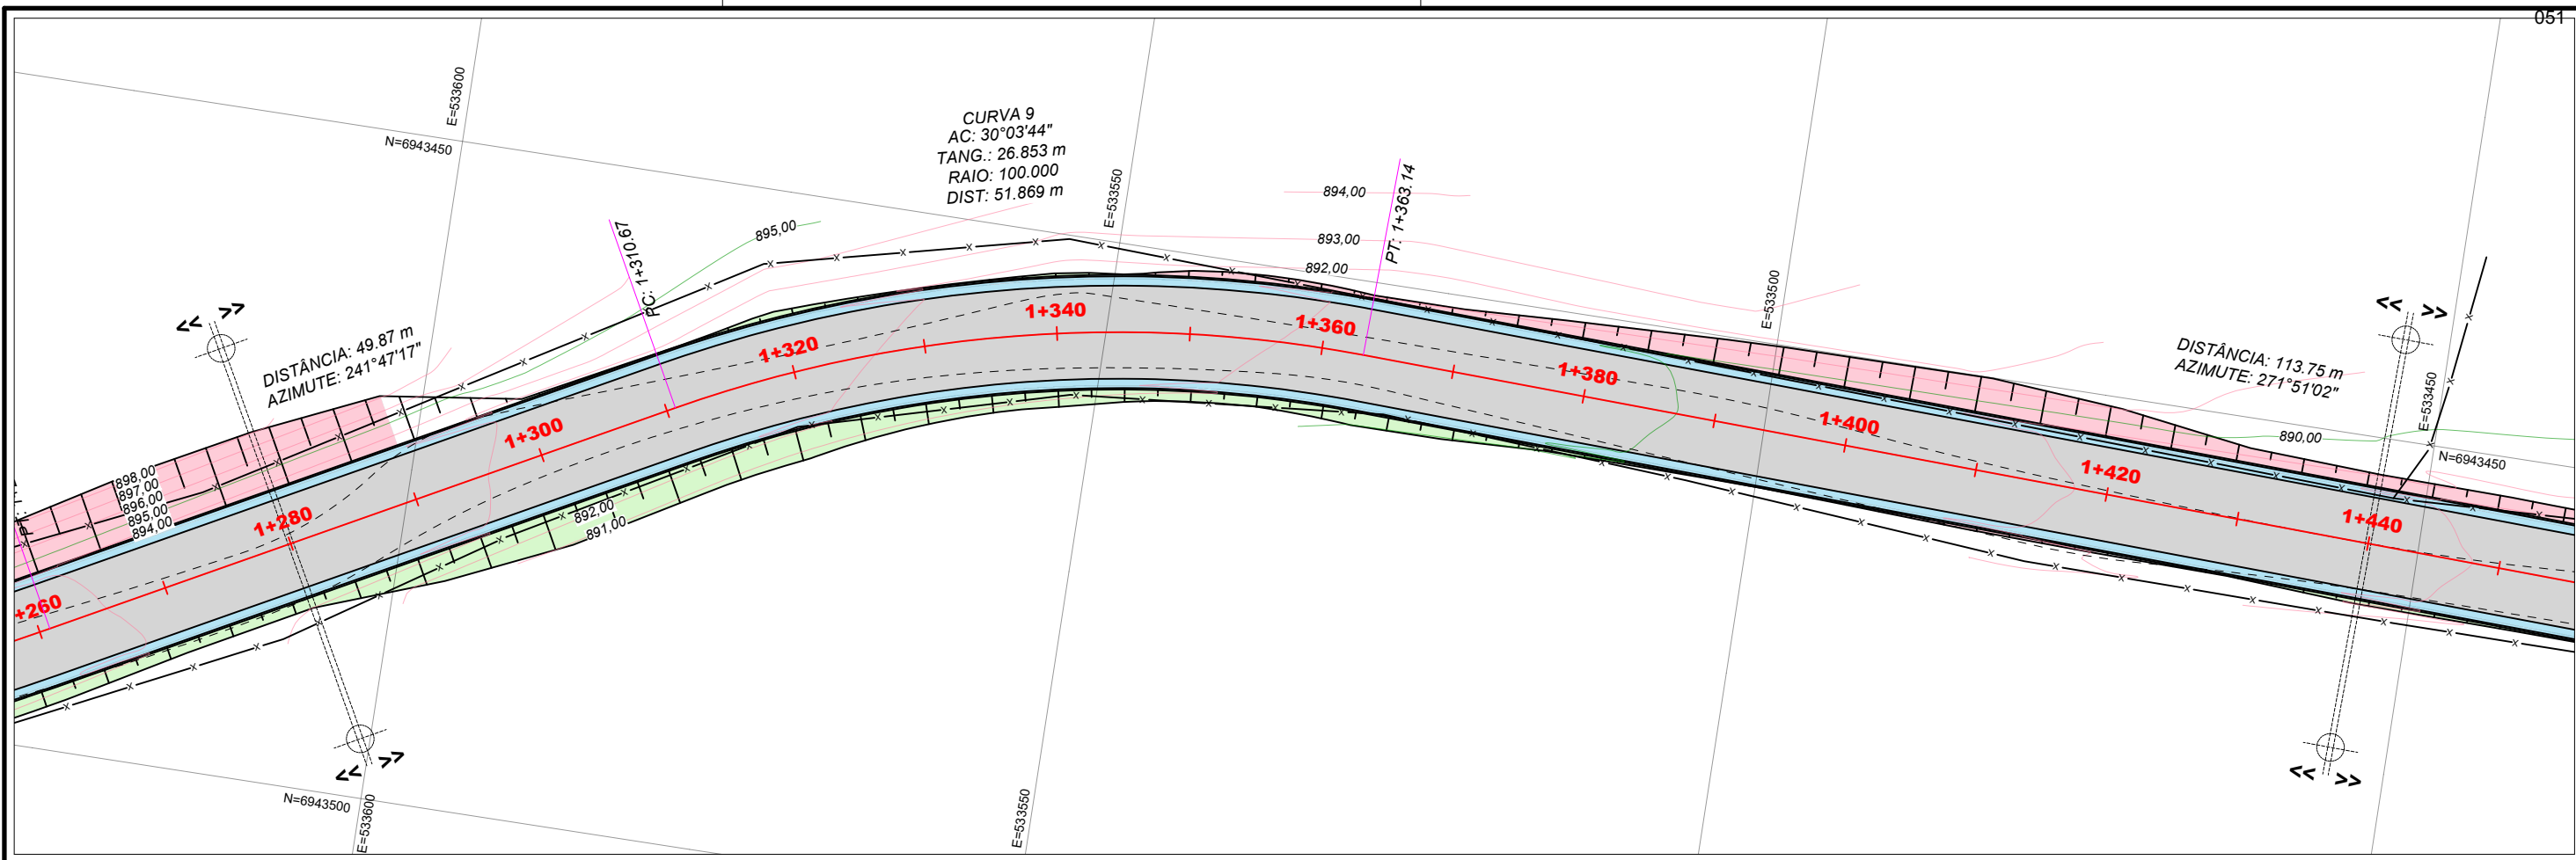 051
E=533600
N=6943450
CURVA 9
AC: 30°03'44"
TANG.: 26.853 m
RAIO: 100.000
DIST: 51.869 m
E=533550
894,00
PT: 1+363.14
895,00
893,00
892,00
PC: 1+310.67
E=533500
<< >>
<< >>
DISTÂNCIA: 49.87 m
AZIMUTE: 241°47'17"
DISTÂNCIA: 113.75 m
AZIMUTE: 271°51'02"
E=533450
1+340
1+360
1+320
1+380
1+300
1+400
890,00
N=6943450
898,00
897,00
896,00
895,00
894,00
1+280
1+420
892,00
891,00
1+440
+260
<< >>
<< >>
N=6943500
E=533600
E=533550